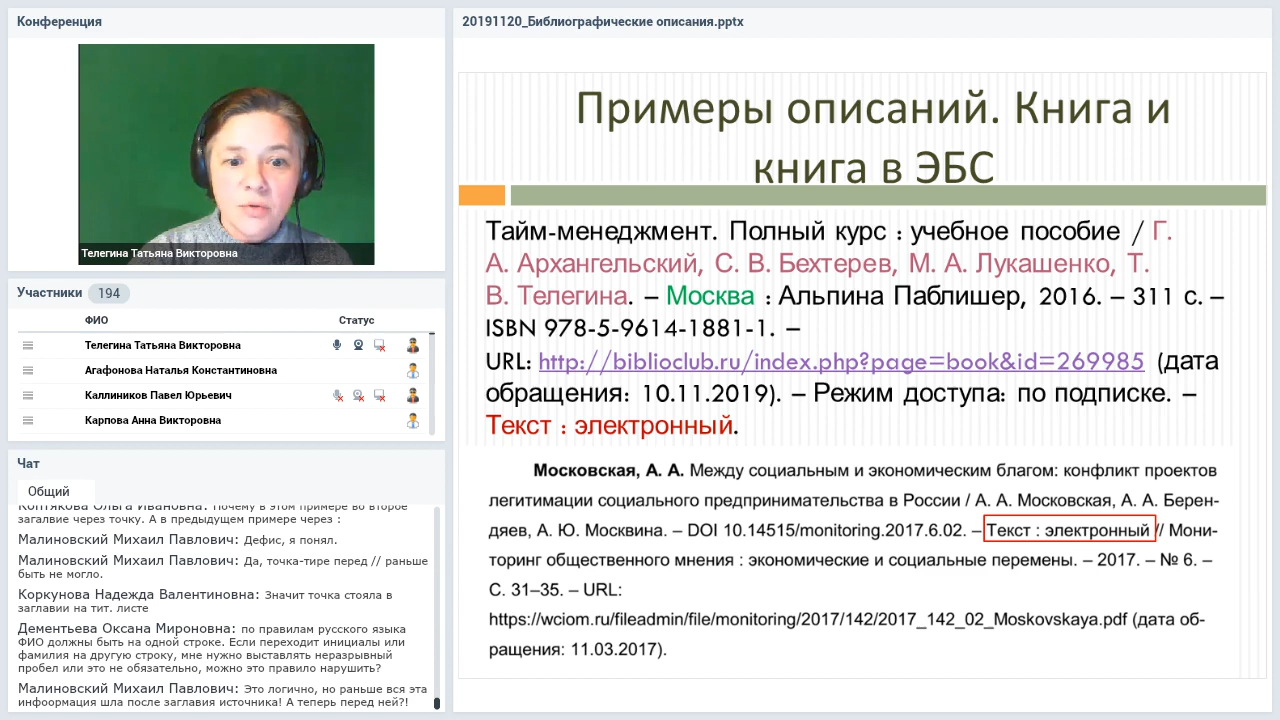 Конференция
Телегина Татьяна Викторовна
Участники 194
ФИО Статус
Телегина Татьяна Викторовна
Агафонова Наталья Константиновна
Каллиников Павел Юрьевич
Карпова Анна Викторовна
Чат
Общий
Коптякова Ольга Ивановна: Почему в этом примере во второе
загалвие через точку. А в предыдущем примере через :
Малиновский Михаил Павлович: Дефис, я понял.
Малиновский Михаил Павлович: Да, точка-тире перед // раньше
быть не могло.
Коркунова Надежда Валентиновна: Значит точка стояла в
заглавии на тит. листе
Дементьева Оксана Мироновна: по правилам русского языка
ФИО должны быть на одной строке. Если переходит инициалы или
фамилия на другую строку, мне нужно выставлять неразрывный
пробел или это не обязательно, можно это правило нарушить?
Малиновский Михаил Павлович: Это логично, но раньше вся эта
информация шла после заглавия источника! А теперь перед ней?!
20191120_Библиографические описания.pptx
Примеры описаний. Книга и
книга в ЭБС
Тайм-менеджмент. Полный курс : учебное пособие / Г.
А. Архангельский, С. В. Бехтерев, М. А. Лукашенко, Т.
В. Телегина. – Москва : Альпина Паблишер, 2016. – 311 с. –
ISBN 978-5-9614-1881-1. –
URL: http://biblioclub.ru/index.php?page=book&id=269985 (дата
обращения: 10.11.2019). – Режим доступа: по подписке. –
Текст : электронный.
Московская, А. А. Между социальным и экономическим благом: конфликт проектов
легитимации социального предпринимательства в России / А. А. Московская, А. А. Берен-
дяев, А. Ю. Москвина. – DOI 10.14515/monitoring.2017.6.02. – Текст : электронный // Мони-
торинг общественного мнения : экономические и социальные перемены. – 2017. – № 6. –
С. 31–35. – URL:
https://wciom.ru/fileadmin/file/monitoring/2017/142/2017_142_02_Moskovskaya.pdf (дата об-
ращения: 11.03.2017).